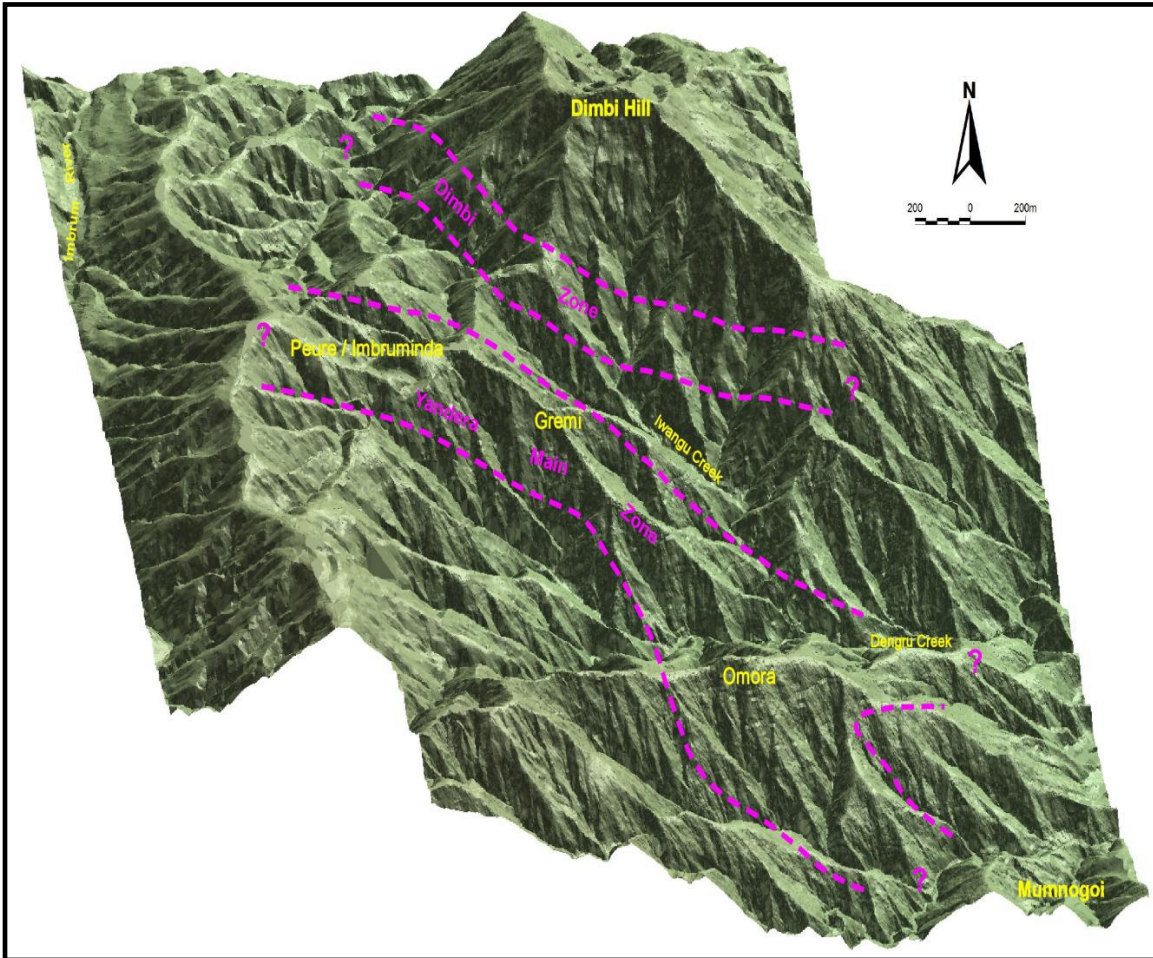 N
200 0 200m
Dimbi Hill
Imbrum River
?
Dimbi
Zone
?
?
Peure / Imbruminda
Yandera
Main
Zone
Gremi
Iwangu Creek
Dengru Creek
?
Omora
?
Mumnogoi